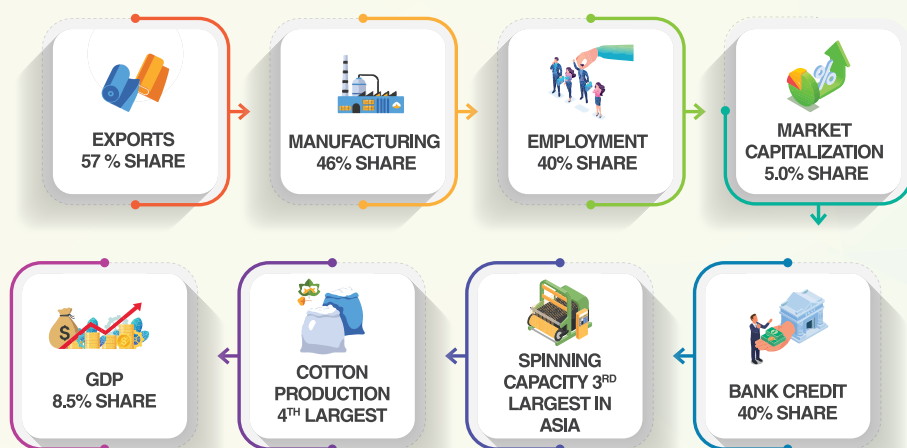 EXPORTS
57 % SHARE
MANUFACTURING
46% SHARE
EMPLOYMENT
40% SHARE
MARKET
CAPITALIZATION
5.0% SHARE
BANK CREDIT
40% SHARE
SPINNING
CAPACITY 3RD
LARGEST IN
ASIA
COTTON
PRODUCTION
4TH LARGEST
GDP
8.5% SHARE